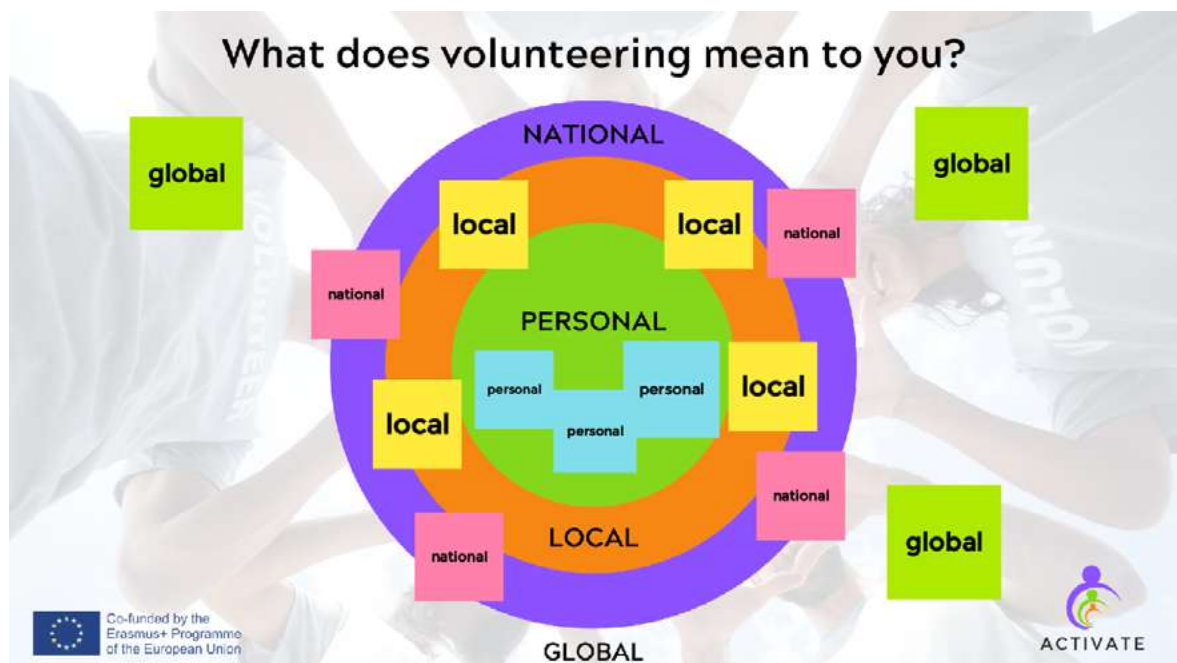 What does volunteering mean to you?
NATIONAL
global
global
local
local
national
national
PERSONAL
personal
personal
personal
local
local
national
national
LOCAL
global
GLOBAL
Co-funded by the
Erasmus+ Programme
of the European Union
ACTIVATE
VOLUNTEER